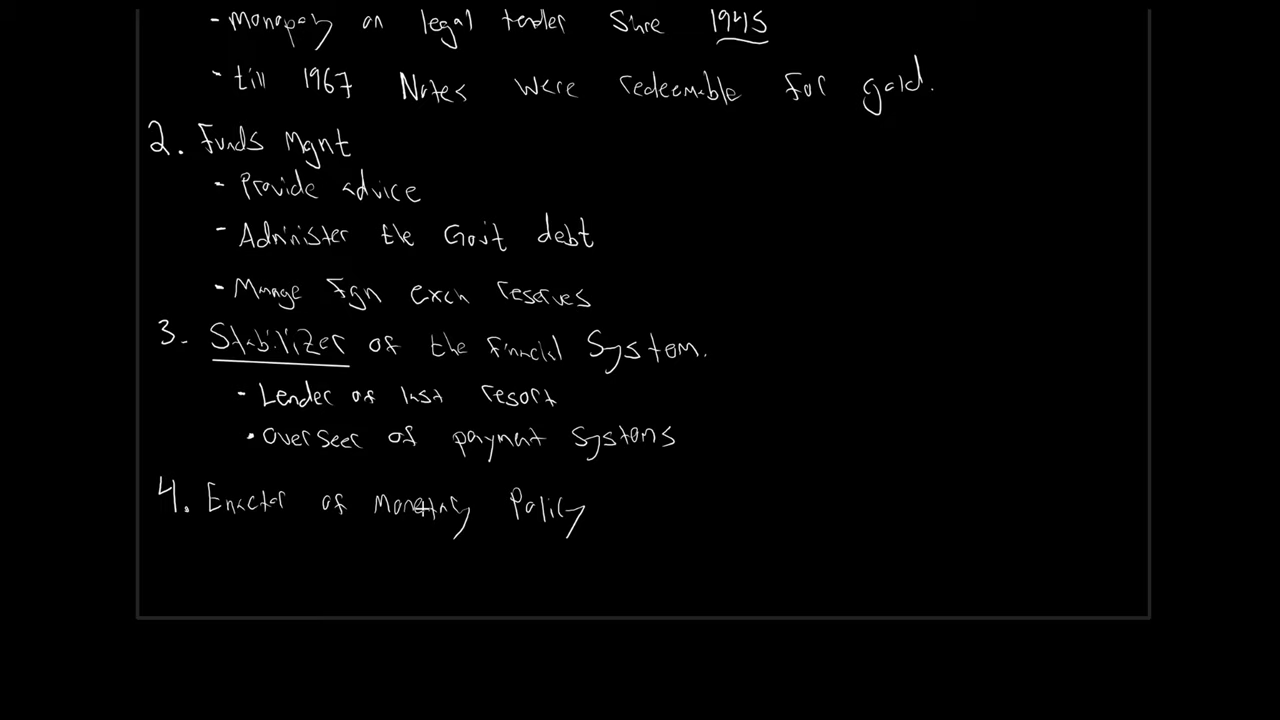 - Monopoly on legal tender Since 1945
- till 1967 Notes were redeemable for gold.
2. Funds Mgnt
- Provide advice
- Administer the Gov't debt
- Manage Fgn exch reserves
3. Stabilizer of the financial System.
- Lender of last resort
- Overseer of payment systems
4. Enactor of Monetary Policy